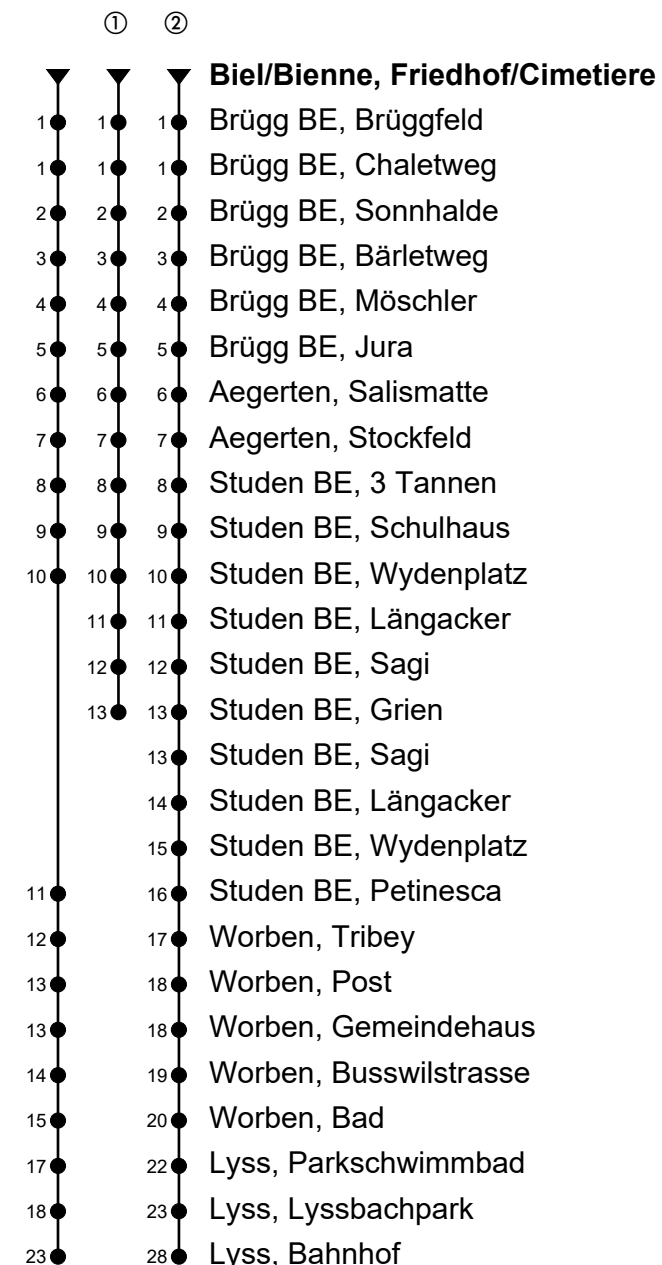 ① ②
Biel/Bienne, Friedhof/Cimetiere
1 1 1 Brügg BE, Brüggfeld
1 1 1 Brügg BE, Chaletweg
2 2 2 Brügg BE, Sonnhalde
3 3 3 Brügg BE, Bärletweg
4 4 4 Brügg BE, Möschler
5 5 5 Brügg BE, Jura
6 6 6 Aegerten, Salismatte
7 7 7 Aegerten, Stockfeld
8 8 8 Studen BE, 3 Tannen
9 9 9 Studen BE, Schulhaus
10 10 10 Studen BE, Wydenplatz
11 11 Studen BE, Längacker
12 12 Studen BE, Sagi
13 13 Studen BE, Grien
13 Studen BE, Sagi
14 Studen BE, Längacker
15 Studen BE, Wydenplatz
11 16 Studen BE, Petinesca
12 17 Worben, Tribey
13 18 Worben, Post
13 18 Worben, Gemeindehaus
14 19 Worben, Busswilstrasse
15 20 Worben, Bad
17 22 Lyss, Parkschwimmbad
18 23 Lyss, Lyssbachpark
23 28 Lyss, Bahnhof